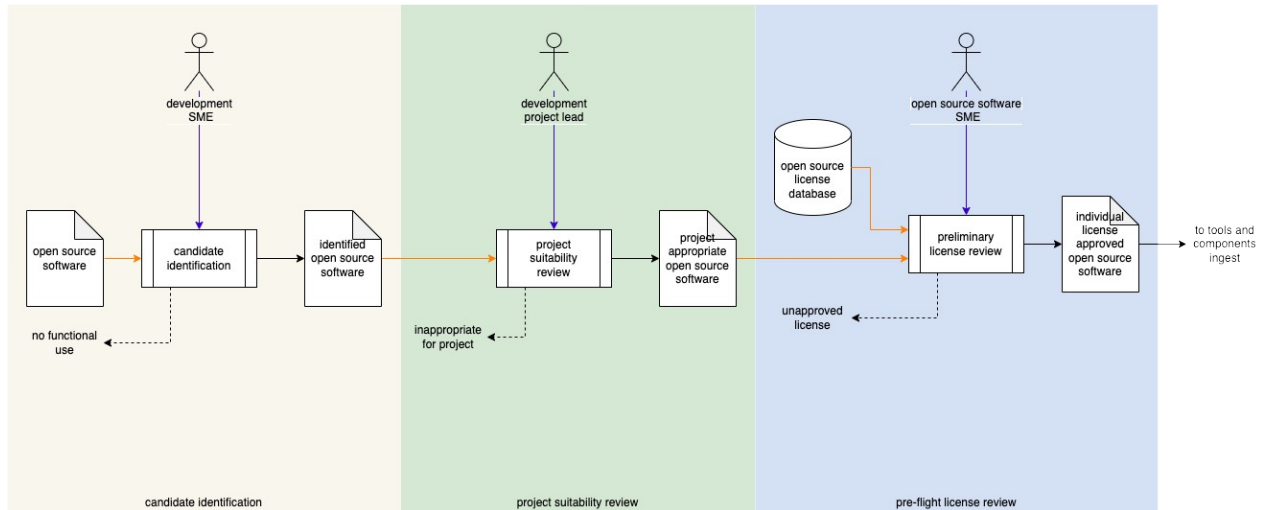 development
SME
open source
software
candidate
identification
identified
open source
software
no functional
use
candidate identification
development
project lead
project
suitability
review
project
appropriate
open source
software
inappropriate
for project
project suitability review
open source software
SME
open source
license
database
preliminary
license review
individual
license
approved
open source
software
unapproved
license
pre-flight license review
to tools and
components
ingest